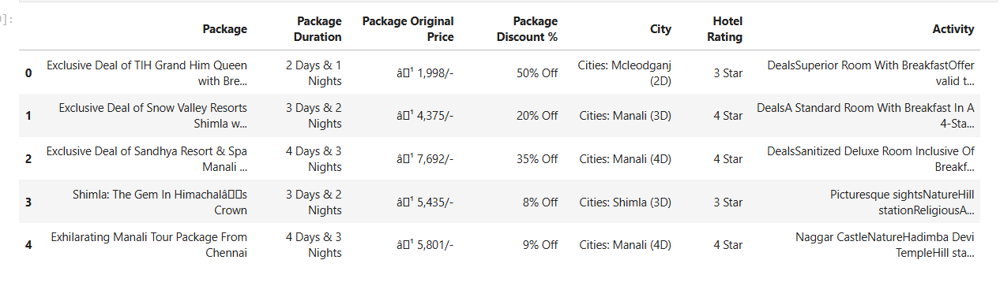 ]:
Package Package Duration Package Original Price Package Discount % City Hotel Rating Activity
0 Exclusive Deal of TIH Grand Him Queen with Bre... 2 Days & 1 Nights â‚¹ 1,998/- 50% Off Cities: Mcleodganj (2D) 3 Star DealsSuperior Room With BreakfastOffer valid t...
1 Exclusive Deal of Snow Valley Resorts Shimla w... 3 Days & 2 Nights â‚¹ 4,375/- 20% Off Cities: Manali (3D) 4 Star DealsA Standard Room With Breakfast In A 4-Sta...
2 Exclusive Deal of Sandhya Resort & Spa Manali ... 4 Days & 3 Nights â‚¹ 7,692/- 35% Off Cities: Manali (4D) 4 Star DealsSanitized Deluxe Room Inclusive Of Breakf...
3 Shimla: The Gem In Himachalâ€™s Crown 3 Days & 2 Nights â‚¹ 5,435/- 8% Off Cities: Shimla (3D) 3 Star Picturesque sightsNatureHill stationReligiousA...
4 Exhilarating Manali Tour Package From Chennai 4 Days & 3 Nights â‚¹ 5,801/- 9% Off Cities: Manali (4D) 4 Star Naggar CastleNatureHadimba Devi TempleHill sta...